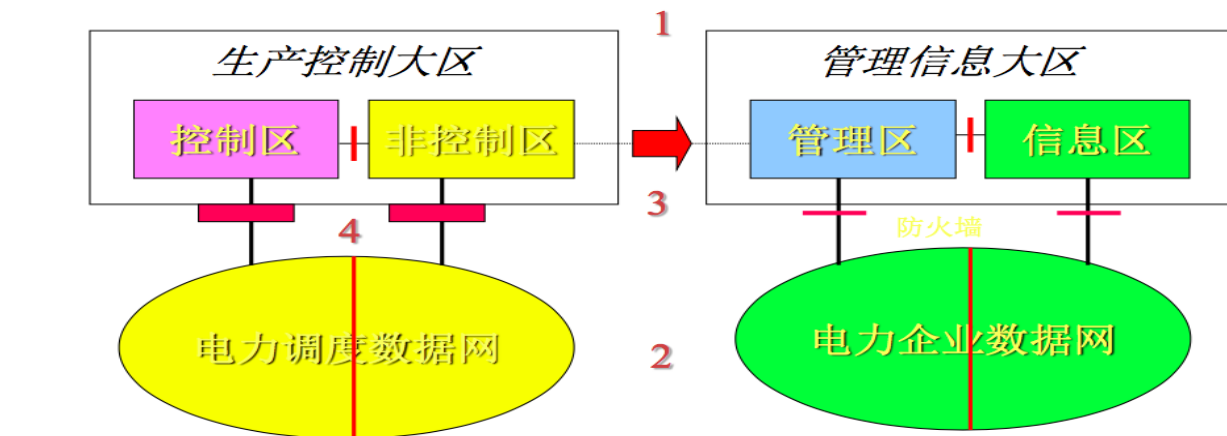 1
生产控制大区
管理信息大区
控制区
非控制区
管理区
信息区
3
4
防火墙
电力调度数据网
电力企业数据网
2